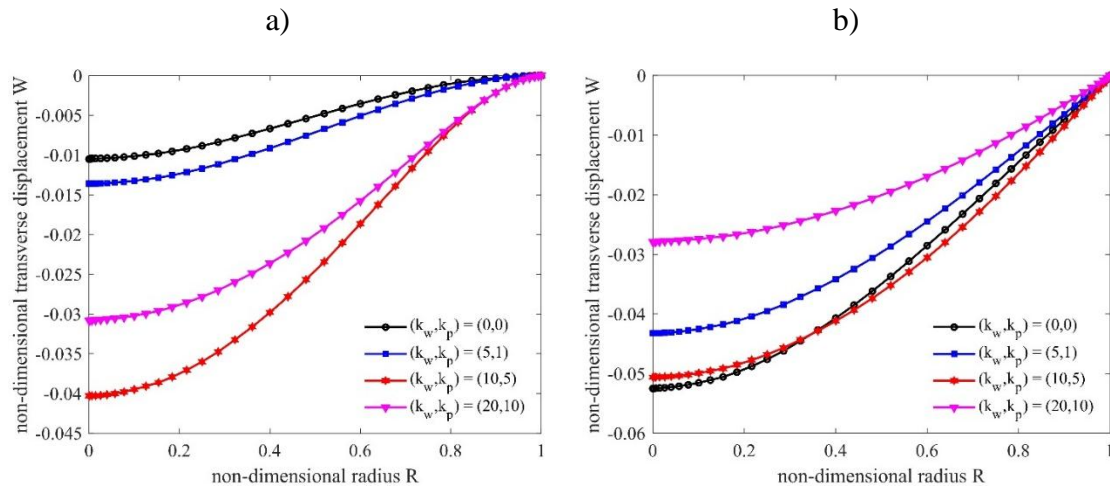 a)
b)
non-dimensional transverse displacement W
0
-0.005
-0.01
-0.015
-0.02
-0.025
-0.03
-0.035
-0.04
-0.045
(k_w,k_p) = (0,0)
(k_w,k_p) = (5,1)
(k_w,k_p) = (10,5)
(k_w,k_p) = (20,10)
0 0.2 0.4 0.6 0.8 1
non-dimensional radius R
non-dimensional transverse displacement W
0
-0.01
-0.02
-0.03
-0.04
-0.05
-0.06
(k_w,k_p) = (0,0)
(k_w,k_p) = (5,1)
(k_w,k_p) = (10,5)
(k_w,k_p) = (20,10)
0 0.2 0.4 0.6 0.8 1
non-dimensional radius R